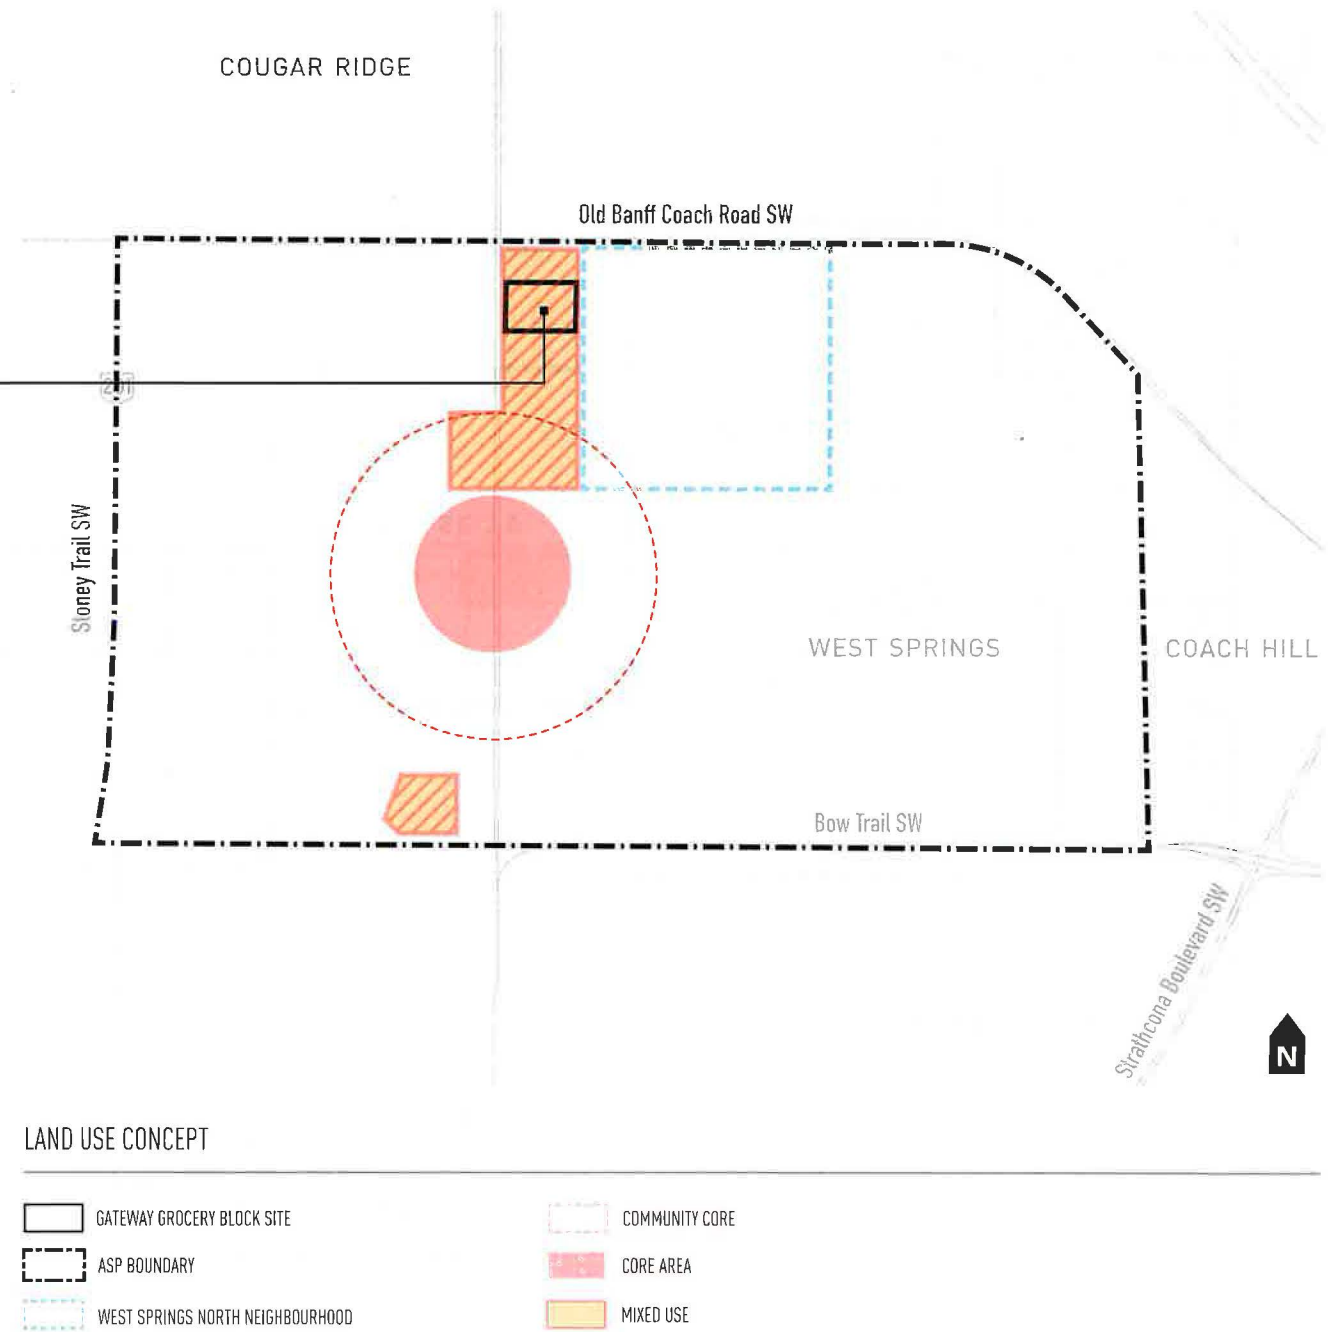 COUGAR RIDGE
Old Banff Coach Road SW
201
Stoney Trail SW
WEST SPRINGS
COACH HILL
Bow Trail SW
Strathcona Boulevard SW
N
LAND USE CONCEPT
GATEWAY GROCERY BLOCK SITE
COMMUNITY CORE
ASP BOUNDARY
CORE AREA
WEST SPRINGS NORTH NEIGHBOURHOOD
MIXED USE